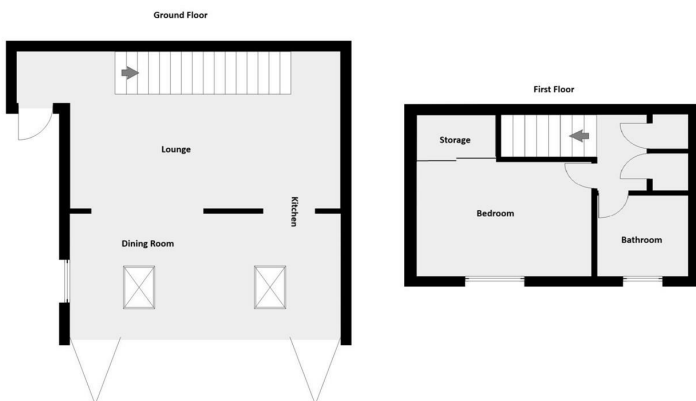 Ground Floor
Lounge
Kitchen
Dining Room
First Floor
Storage
Bedroom
Bathroom